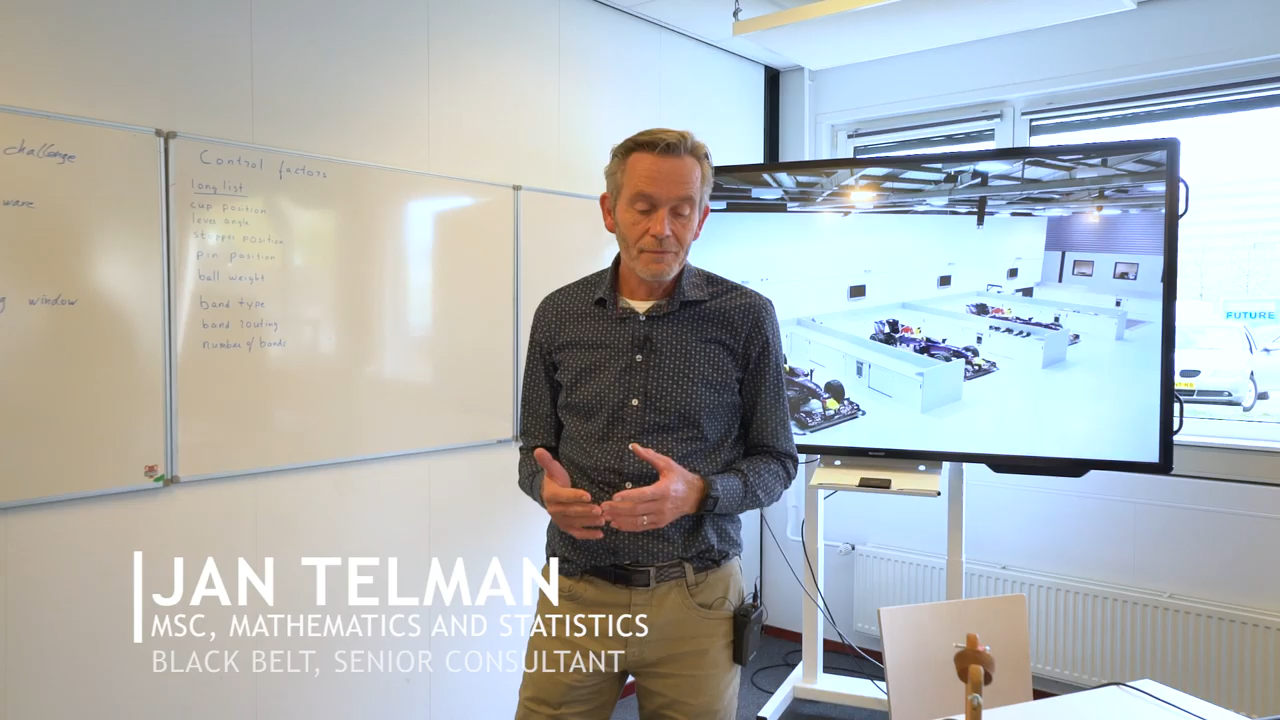 challenge
ware
window
Control factors
long list
cup position
lever angle
stopper position
pin position
ball weight
band type
band routing
number of bands
FUTURE
JAN TELMAN
MSC, MATHEMATICS AND STATISTICS
BLACK BELT, SENIOR CONSULTANT